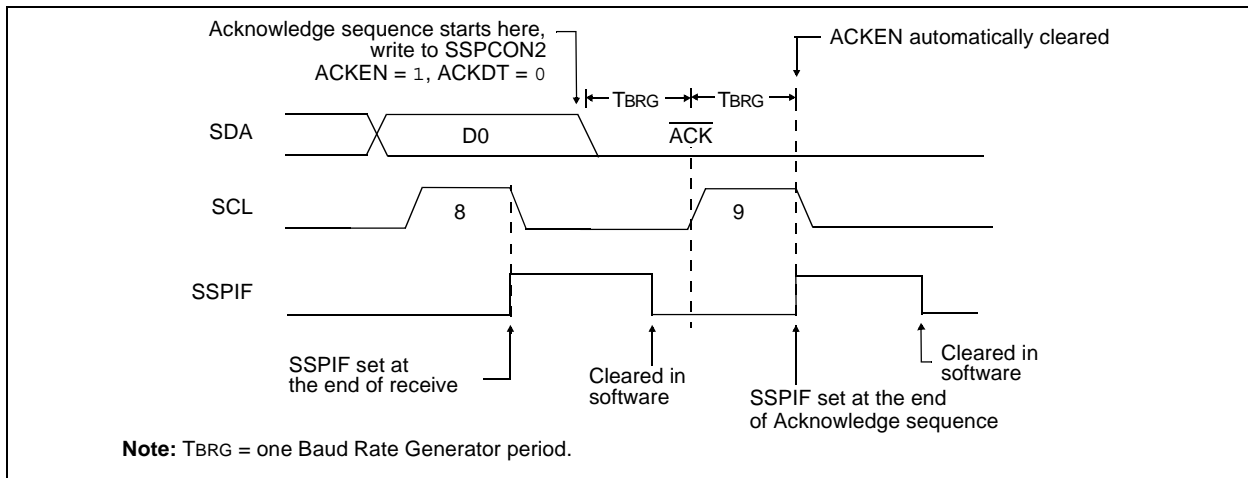 Acknowledge sequence starts here,
write to SSPCON2
ACKEN = 1, ACKDT = 0
ACKEN automatically cleared
TBRG
TBRG
SDA
D0
ACK
SCL
8
9
SSPIF
SSPIF set at
the end of receive
Cleared in
software
SSPIF set at the end
of Acknowledge sequence
Cleared in
software
Note: TBRG = one Baud Rate Generator period.